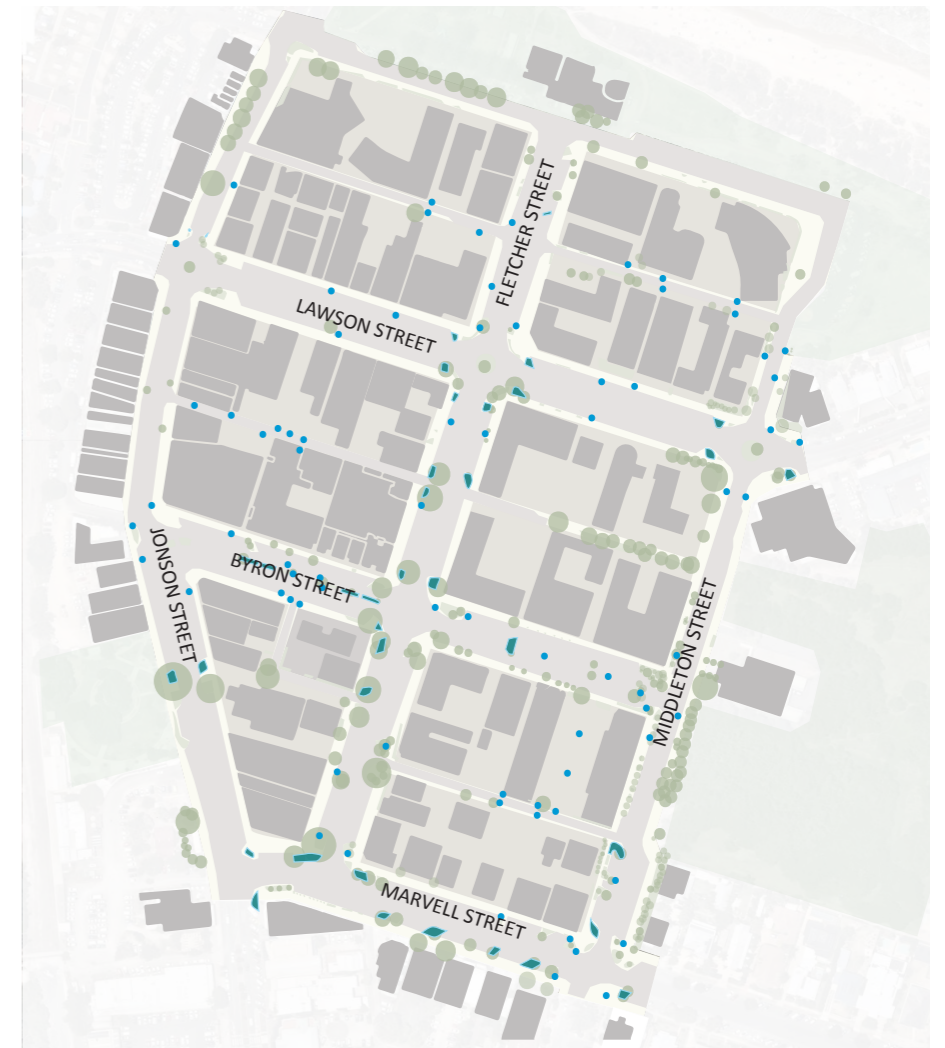 FLETCHER STREET
LAWSON STREET
JONSON STREET
BYRON STREET
MIDDLETON STREET
MARVELL STREET